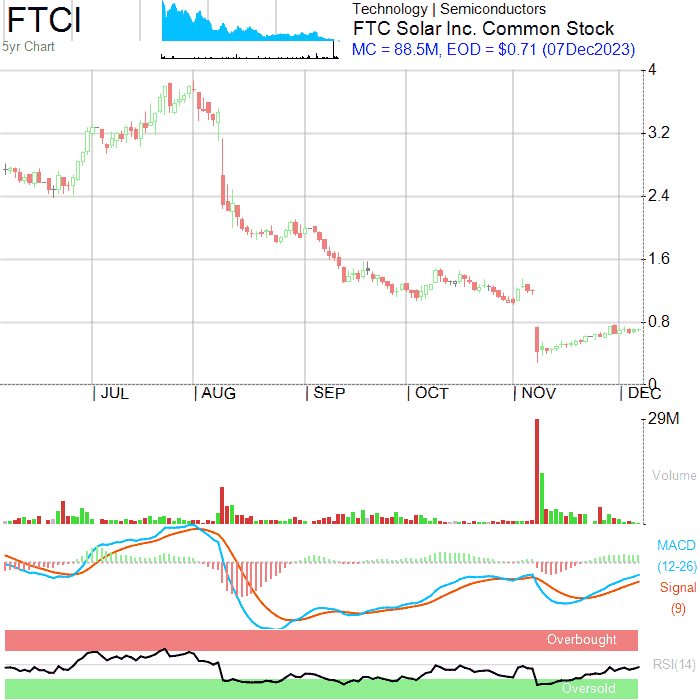 FTCI
5yr Chart
Technology | Semiconductors
FTC Solar Inc. Common Stock
MC = 88.5M, EOD = $0.71 (07Dec2023)
4
3.2
2.4
1.6
0.8
0
JUL AUG SEP OCT NOV DEC
29M
Volume
MACD
(12-26)
Signal
(9)
Overbought
RSI(14)
Oversold